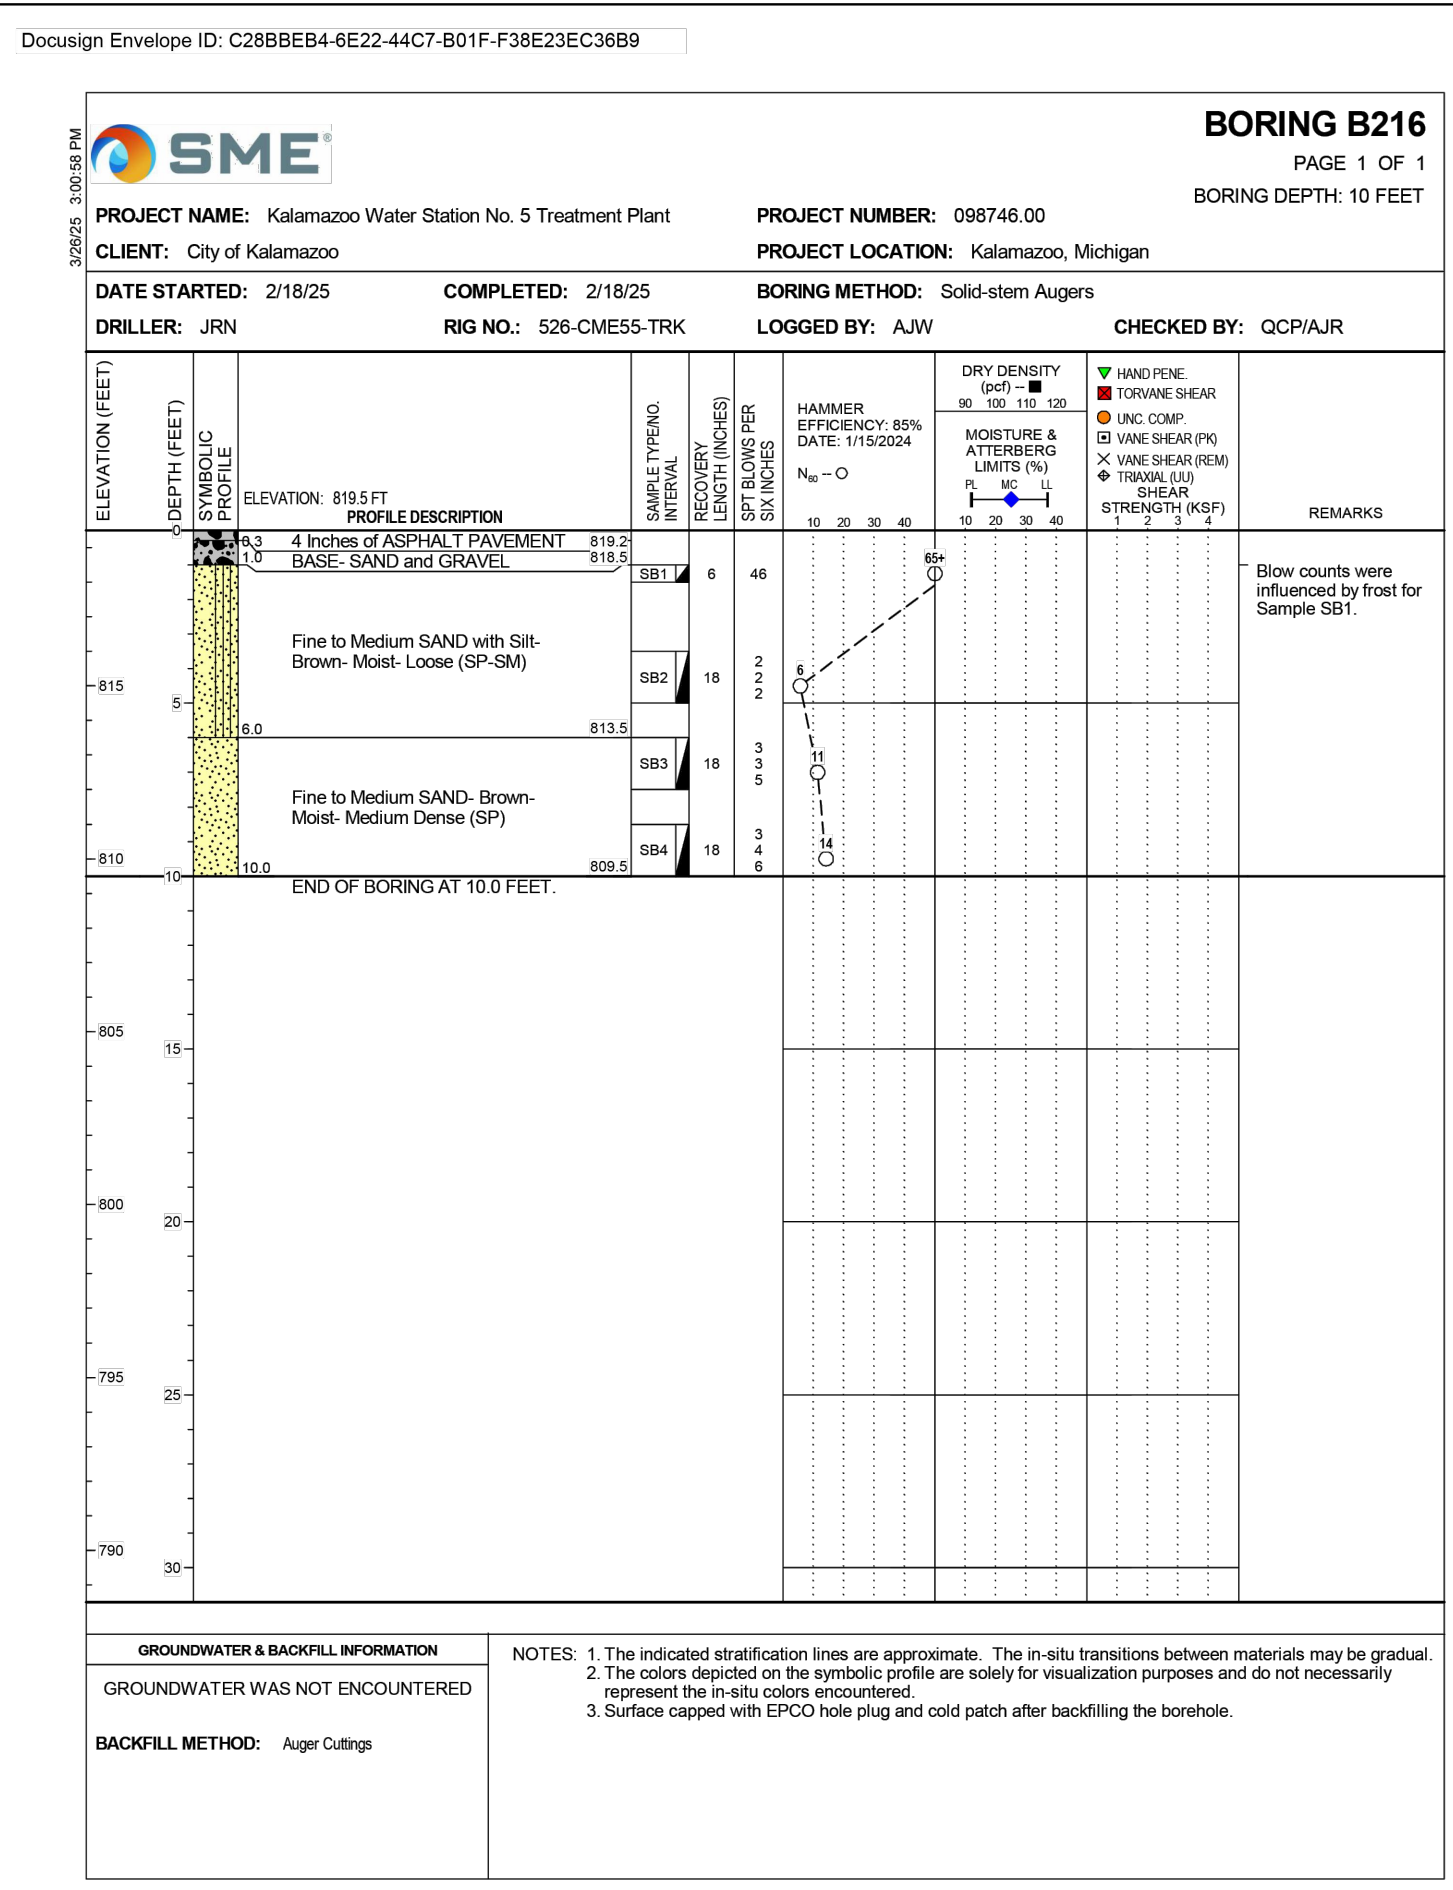 Docusign Envelope ID: C28BBEB4-6E22-44C7-B01F-F38E23EC36B9
3/26/25 3:00:58 PM
SME®
BORING B216
PAGE 1 OF 1
BORING DEPTH: 10 FEET
PROJECT NAME: Kalamazoo Water Station No. 5 Treatment Plant
PROJECT NUMBER: 098746.00
CLIENT: City of Kalamazoo
PROJECT LOCATION: Kalamazoo, Michigan
DATE STARTED: 2/18/25
COMPLETED: 2/18/25
BORING METHOD: Solid-stem Augers
DRILLER: JRN
RIG NO.: 526-CME55-TRK
LOGGED BY: AJW
CHECKED BY: QCP/AJR
ELEVATION (FEET)
DEPTH (FEET)
SYMBOLIC
PROFILE
ELEVATION: 819.5 FT
PROFILE DESCRIPTION
SAMPLE TYPE/NO.
INTERVAL
RECOVERY
LENGTH (INCHES)
SPT BLOWS PER
SIX INCHES
HAMMER
EFFICIENCY: 85%
DATE: 1/15/2024
N60 -- O
10 20 30 40
DRY DENSITY
(pcf) -- ■
90 100 110 120
MOISTURE &
ATTERBERG
LIMITS (%)
PL MC LL
10 20 30 40
HAND PENE.
TORVANE SHEAR
UNC. COMP.
VANE SHEAR (PK)
VANE SHEAR (REM)
TRIAXIAL (UU)
SHEAR
STRENGTH (KSF)
1 2 3 4
REMARKS
0
0.3 4 Inches of ASPHALT PAVEMENT 819.2
1.0 BASE- SAND and GRAVEL 818.5
SB1 6 46
65+
Blow counts were
influenced by frost for
Sample SB1.
Fine to Medium SAND with Silt-
Brown- Moist- Loose (SP-SM)
815
5
SB2 18
2
2
2
6
6.0 813.5
SB3 18
3
3
5
11
Fine to Medium SAND- Brown-
Moist- Medium Dense (SP)
SB4 18
3
4
6
14
810
10.0 809.5
10
END OF BORING AT 10.0 FEET.
805
15
800
20
795
25
790
30
GROUNDWATER & BACKFILL INFORMATION
GROUNDWATER WAS NOT ENCOUNTERED
BACKFILL METHOD: Auger Cuttings
NOTES: 1. The indicated stratification lines are approximate. The in-situ transitions between materials may be gradual.
2. The colors depicted on the symbolic profile are solely for visualization purposes and do not necessarily
represent the in-situ colors encountered.
3. Surface capped with EPCO hole plug and cold patch after backfilling the borehole.